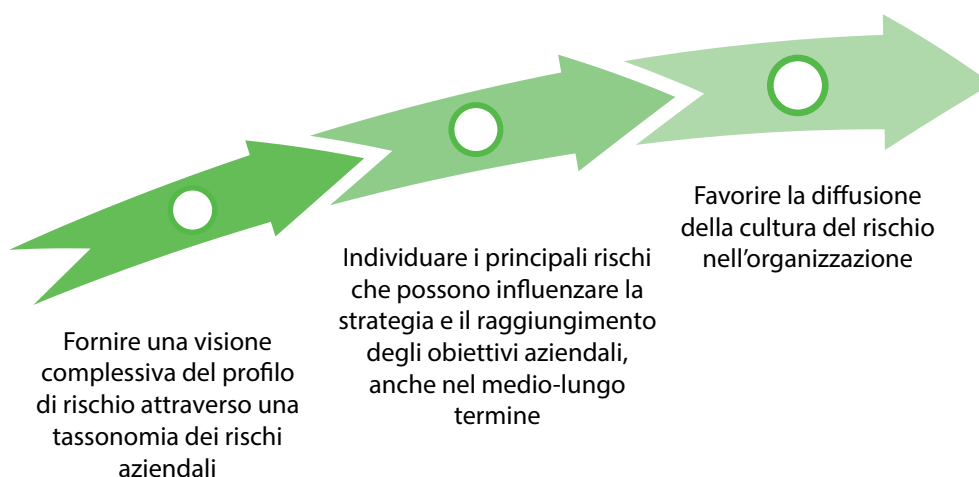 Fornire una visione
complessiva del profilo
di rischio attraverso una
tassonomia dei rischi
aziendali
Individuare i principali rischi
che possono influenzare la
strategia e il raggiungimento
degli obiettivi aziendali,
anche nel medio-lungo
termine
Favorire la diffusione
della cultura del rischio
nell'organizzazione